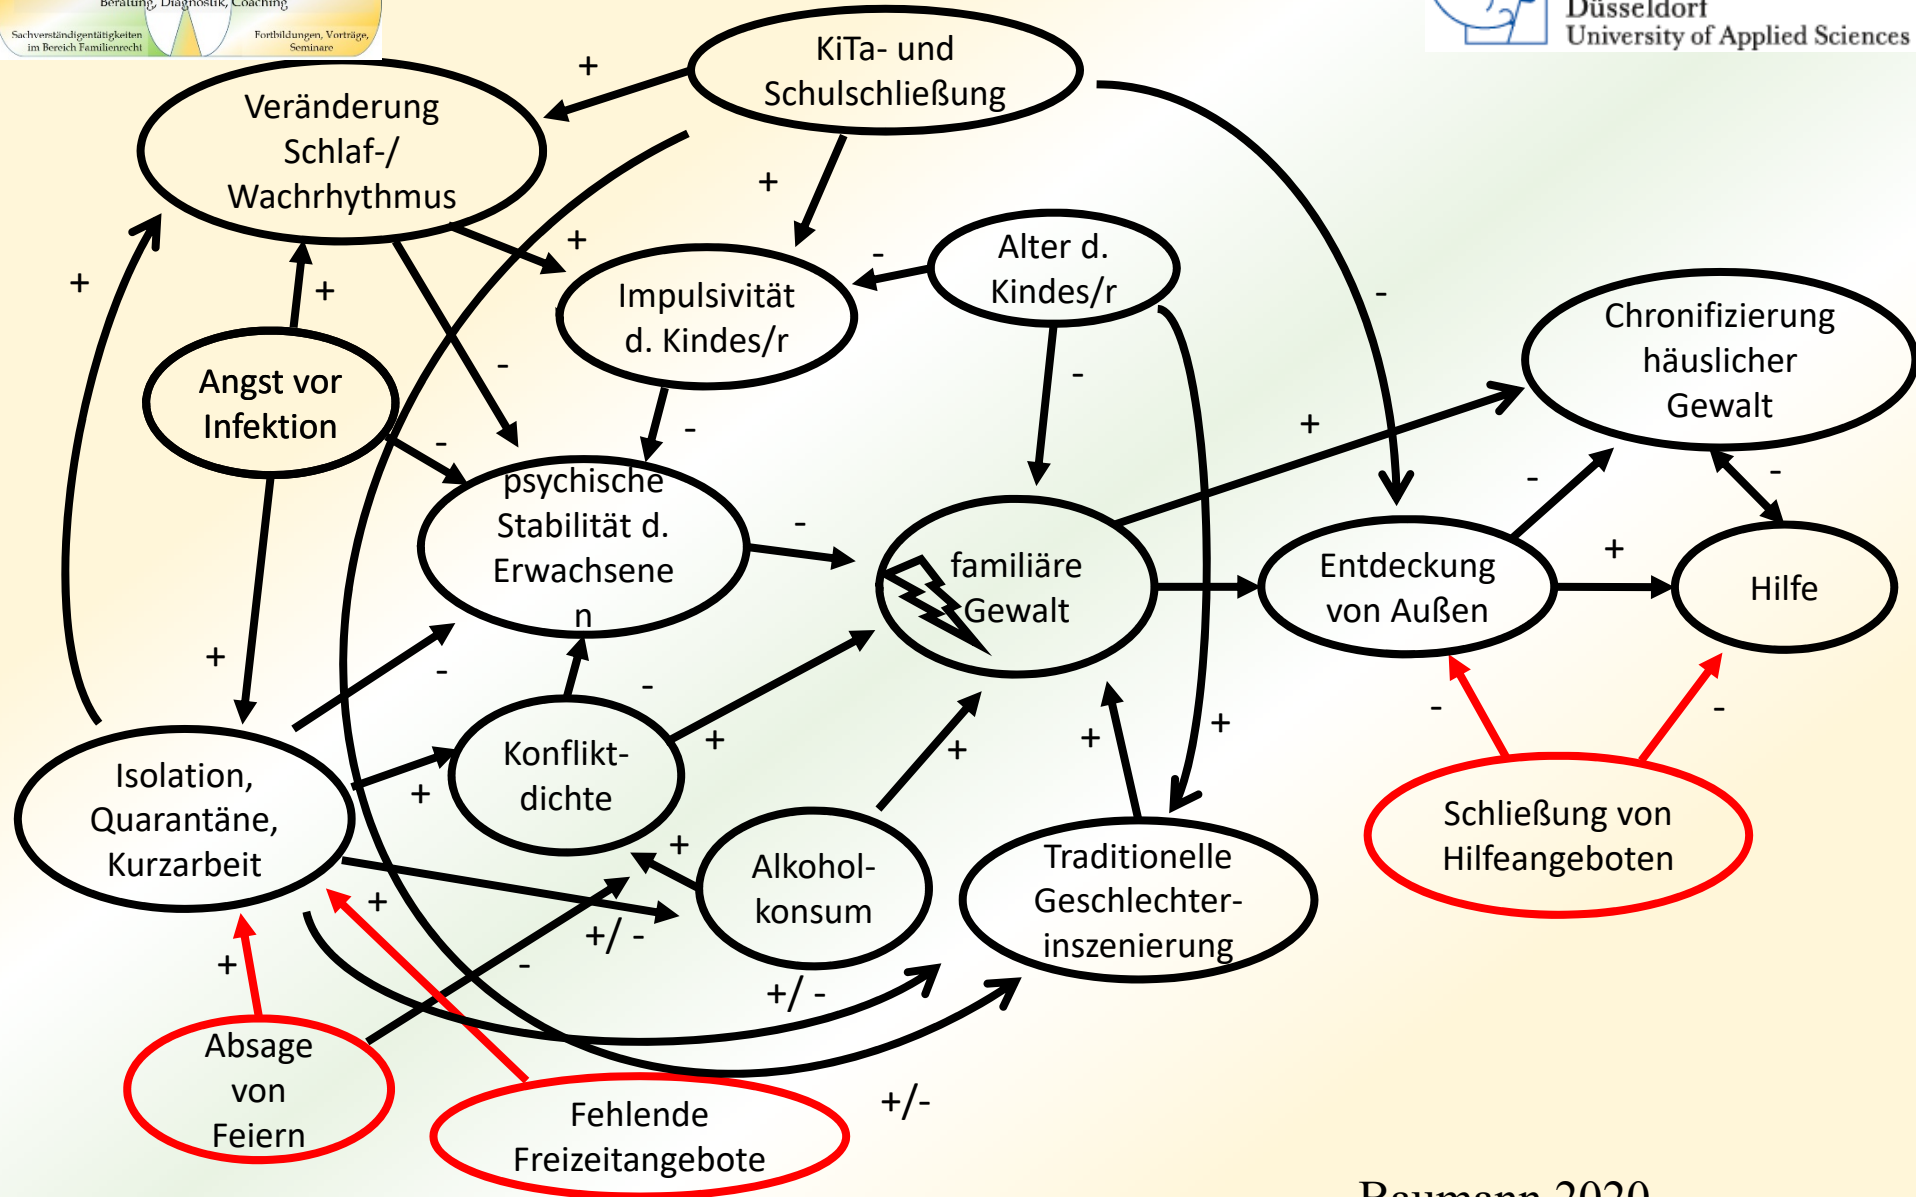 Beratung, Diagnostik, Coaching
Sachverständigentätigkeiten
im Bereich Familienrecht
Fortbildungen, Vorträge,
Seminare
Düsseldorf
University of Applied Sciences
KiTa- und
Schulschließung
+
Veränderung
Schlaf-/
Wachrhythmus
+
+
-
Alter d.
Kindes/r
-
+
+
Impulsivität
d. Kindes/r
-
Chronifizierung
häuslicher
Gewalt
Angst vor
Infektion
-
-
-
-
+
-
-
psychische
Stabilität d.
Erwachsene
n
-
familiäre
Gewalt
Entdeckung
von Außen
+
Hilfe
+
-
-
+
+
+
+
-
-
Isolation,
Quarantäne,
Kurzarbeit
+
Konflikt-
dichte
+
Alkohol-
konsum
Traditionelle
Geschlechter-
inszenierung
Schließung von
Hilfeangeboten
+
+/ -
+
-
+/ -
Absage
von
Feiern
Fehlende
Freizeitangebote
+/-
Baumann 2020